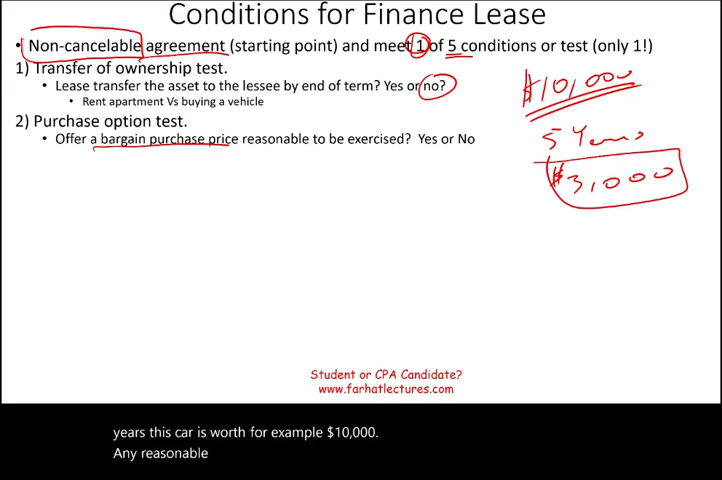 Conditions for Finance Lease
• Non-cancelable agreement (starting point) and meet 1 of 5 conditions or test (only 1!)
1) Transfer of ownership test.
• Lease transfer the asset to the lessee by end of term? Yes or no?
• Rent apartment Vs buying a vehicle
2) Purchase option test.
• Offer a bargain purchase price reasonable to be exercised? Yes or No
$10,000
5 Years
$3,000
Student or CPA Candidate?
www.farhatlectures.com
years this car is worth for example $10,000.
Any reasonable